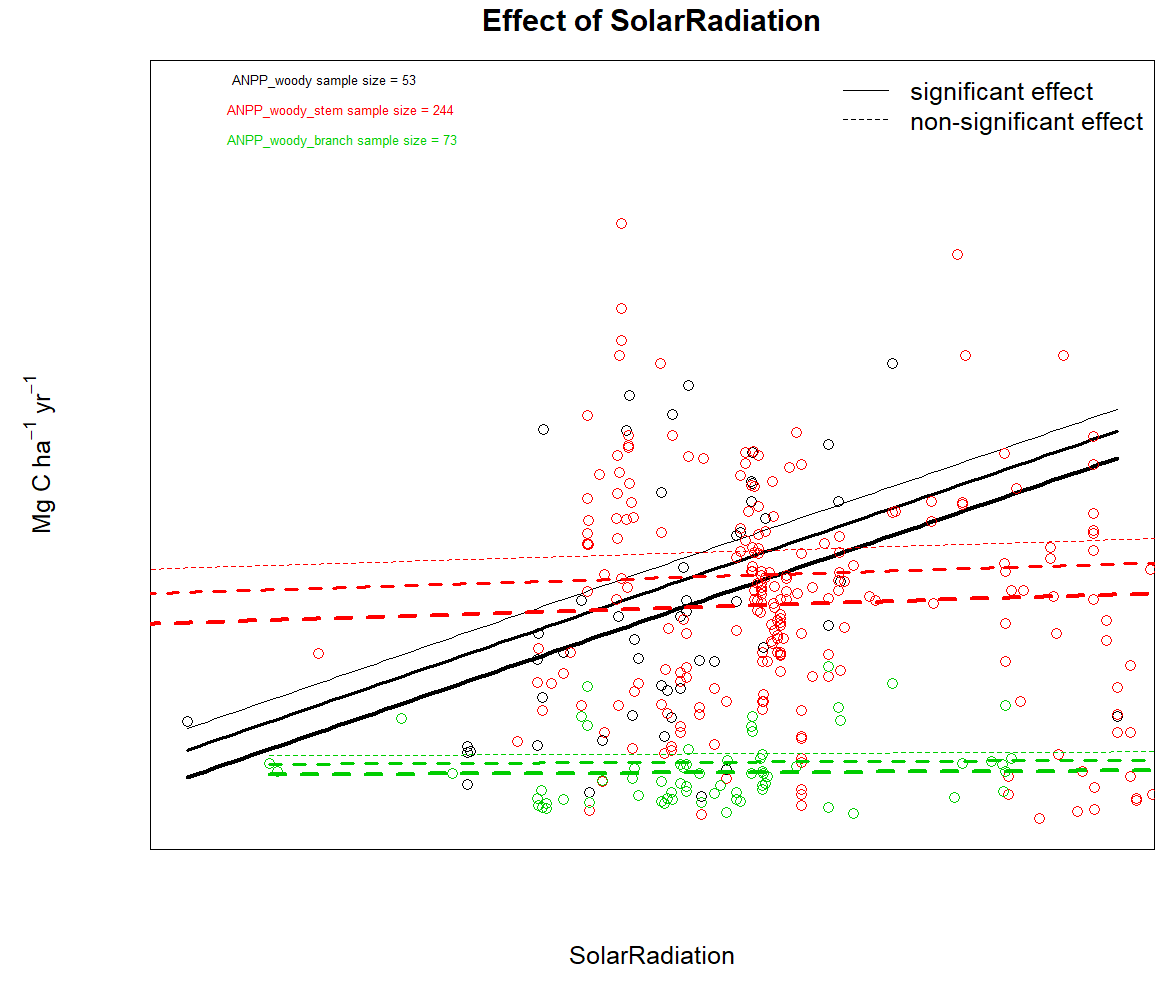 Effect of SolarRadiation
ANPP_woody sample size = 53
ANPP_woody_stem sample size = 244
ANPP_woody_branch sample size = 73
significant effect
non-significant effect
Mg C ha⁻¹ yr⁻¹
SolarRadiation